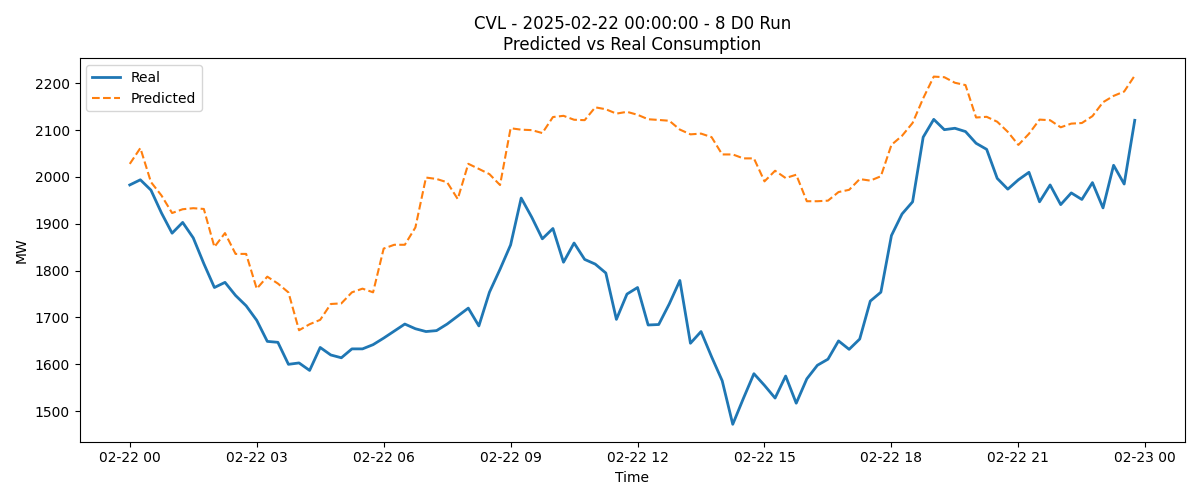 CVL - 2025-02-22 00:00:00 - 8 D0 Run
Predicted vs Real Consumption
Real
Predicted
MW
2200
2100
2000
1900
1800
1700
1600
1500
02-22 00
02-22 03
02-22 06
02-22 09
02-22 12
02-22 15
02-22 18
02-22 21
02-23 00
Time